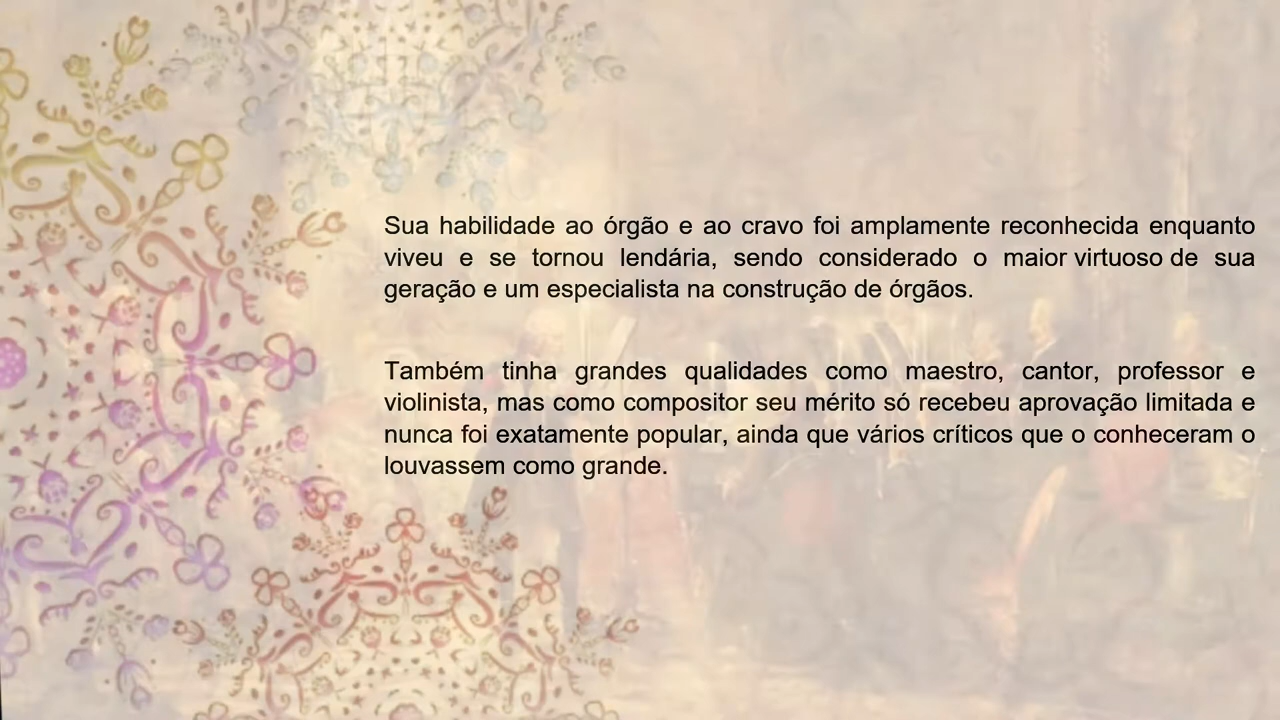 Sua habilidade ao órgão e ao cravo foi amplamente reconhecida enquanto
viveu e se tornou lendária, sendo considerado o maior virtuoso de sua
geração e um especialista na construção de órgãos.
Também tinha grandes qualidades como maestro, cantor, professor e
violinista, mas como compositor seu mérito só recebeu aprovação limitada e
nunca foi exatamente popular, ainda que vários críticos que o conheceram o
louvassem como grande.